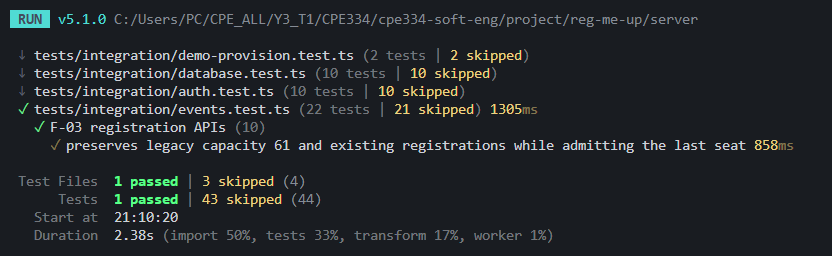 RUN v5.1.0 C:/Users/PC/CPE_ALL/Y3_T1/CPE334/cpe334-soft-eng/project/reg-me-up/server
↓ tests/integration/demo-provision.test.ts (2 tests | 2 skipped)
↓ tests/integration/database.test.ts (10 tests | 10 skipped)
↓ tests/integration/auth.test.ts (10 tests | 10 skipped)
✓ tests/integration/events.test.ts (22 tests | 21 skipped) 1305ms
✓ F-03 registration APIs (10)
✓ preserves legacy capacity 61 and existing registrations while admitting the last seat 858ms
Test Files 1 passed | 3 skipped (4)
Tests 1 passed | 43 skipped (44)
Start at 21:10:20
Duration 2.38s (import 50%, tests 33%, transform 17%, worker 1%)